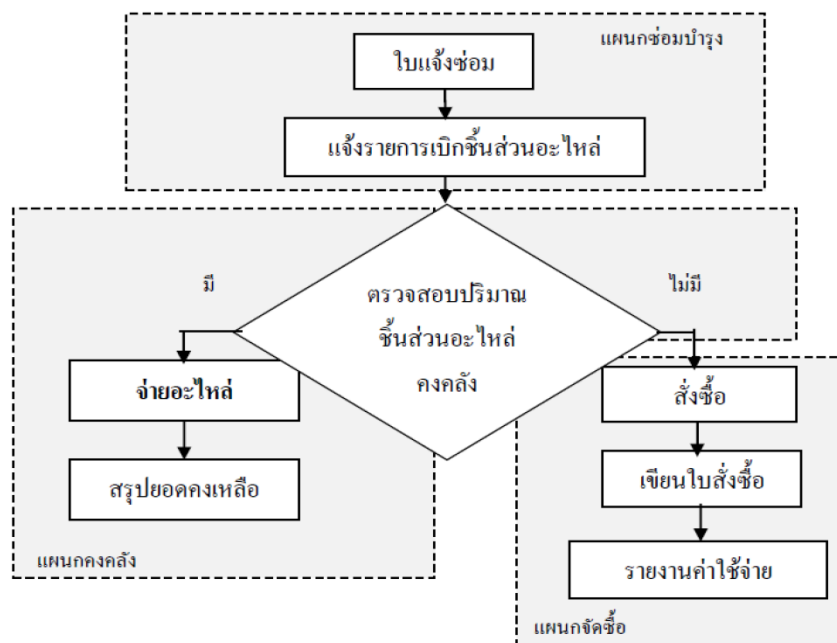 แผนกซ่อมบำรุง
ใบแจ้งซ่อม
แจ้งรายการเบิกชิ้นส่วนอะไหล่
มี
ไม่มี
ตรวจสอบปริมาณ
ชิ้นส่วนอะไหล่
คงคลัง
จ่ายอะไหล่
สรุปยอดคงเหลือ
แผนกคงคลัง
สั่งซื้อ
เขียนใบสั่งซื้อ
รายงานค่าใช้จ่าย
แผนกจัดซื้อ